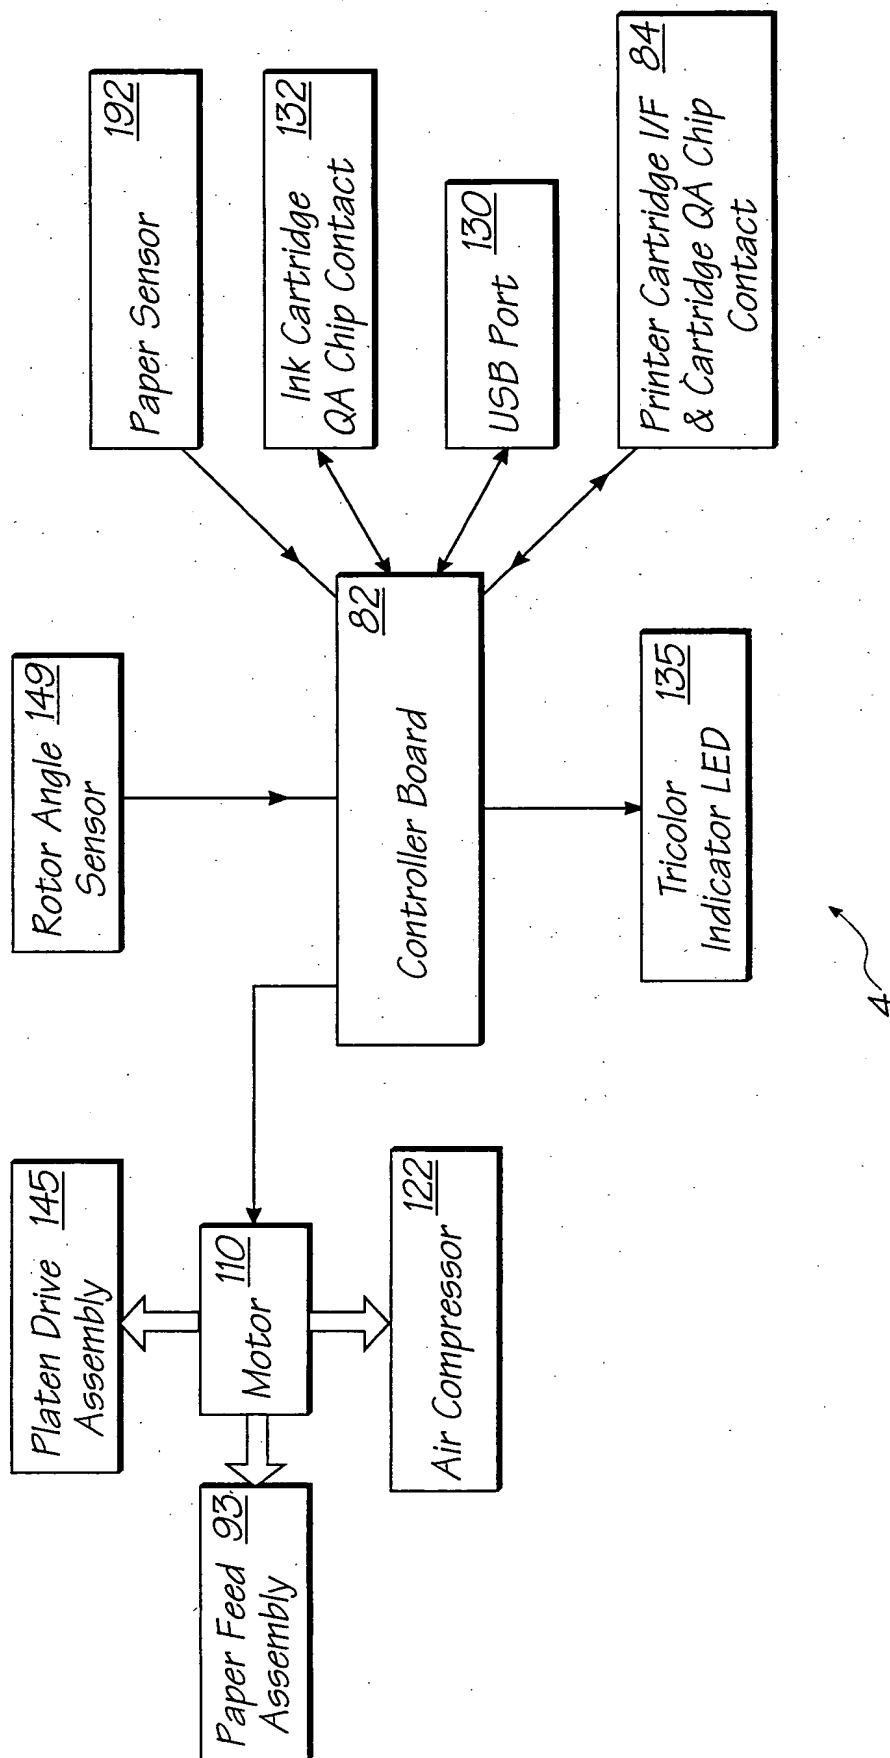 Paper Feed 93
Assembly
Platen Drive 145
Assembly
Motor 110
Air Compressor 122
Rotor Angle 149
Sensor
Controller Board 82
Tricolor 135
Indicator LED
Paper Sensor 192
Ink Cartridge 132
QA Chip Contact
USB Port 130
Printer Cartridge I/F 84
& Cartridge QA Chip
Contact
4